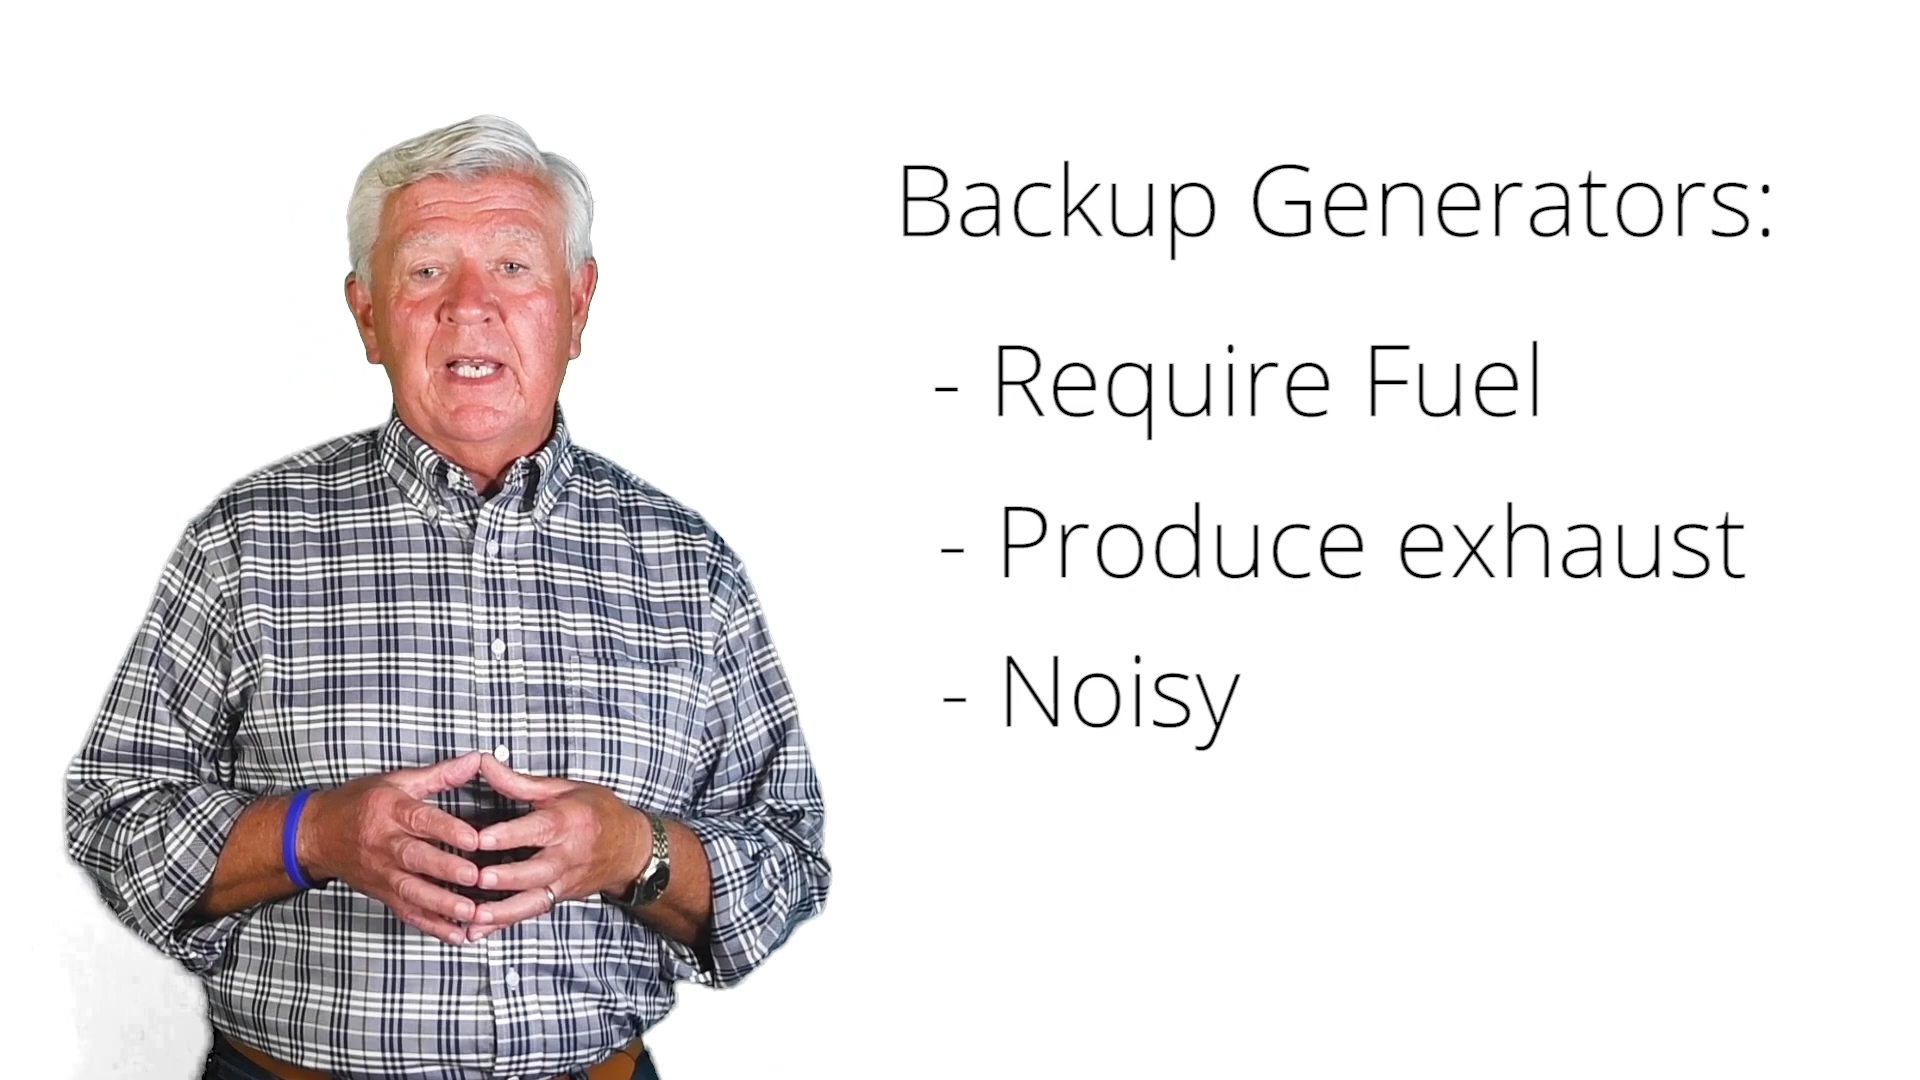 Backup Generators:
- Require Fuel
- Produce exhaust
- Noisy